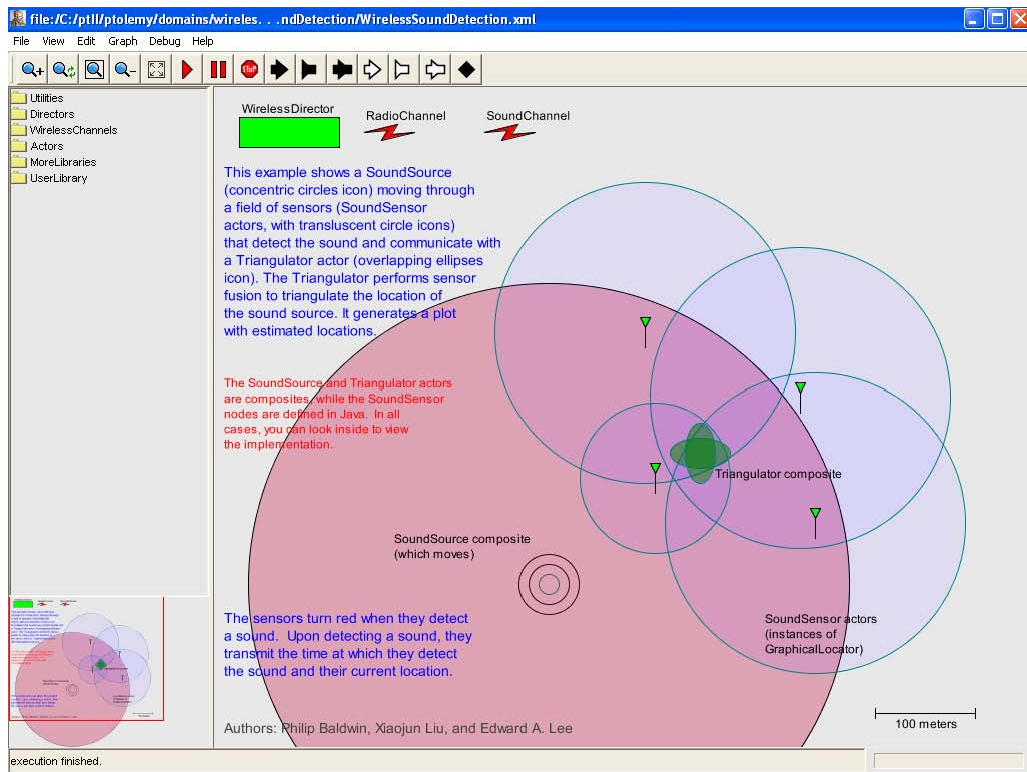 file:/C:/ptII/ptolemy/domains/wireles. . .ndDetection/WirelessSoundDetection.xml
File View Edit Graph Debug Help
STOP
Utilities
Directors
WirelessChannels
Actors
MoreLibraries
UserLibrary
WirelessDirector
RadioChannel
SoundChannel
This example shows a SoundSource
(concentric circles icon) moving through
a field of sensors (SoundSensor
actors, with transluscent circle icons)
that detect the sound and communicate with
a Triangulator actor (overlapping ellipses
icon). The Triangulator performs sensor
fusion to triangulate the location of
the sound source. It generates a plot
with estimated locations.
The SoundSource and Triangulator actors
are composites, while the SoundSensor
nodes are defined in Java. In all
cases, you can look inside to view
the implementation.
Triangulator composite
SoundSource composite
(which moves)
The sensors turn red when they detect
a sound. Upon detecting a sound, they
transmit the time at which they detect
the sound and their current location.
SoundSensor actors
(instances of
GraphicalLocator)
Authors: Philip Baldwin, Xiaojun Liu, and Edward A. Lee
100 meters
execution finished.